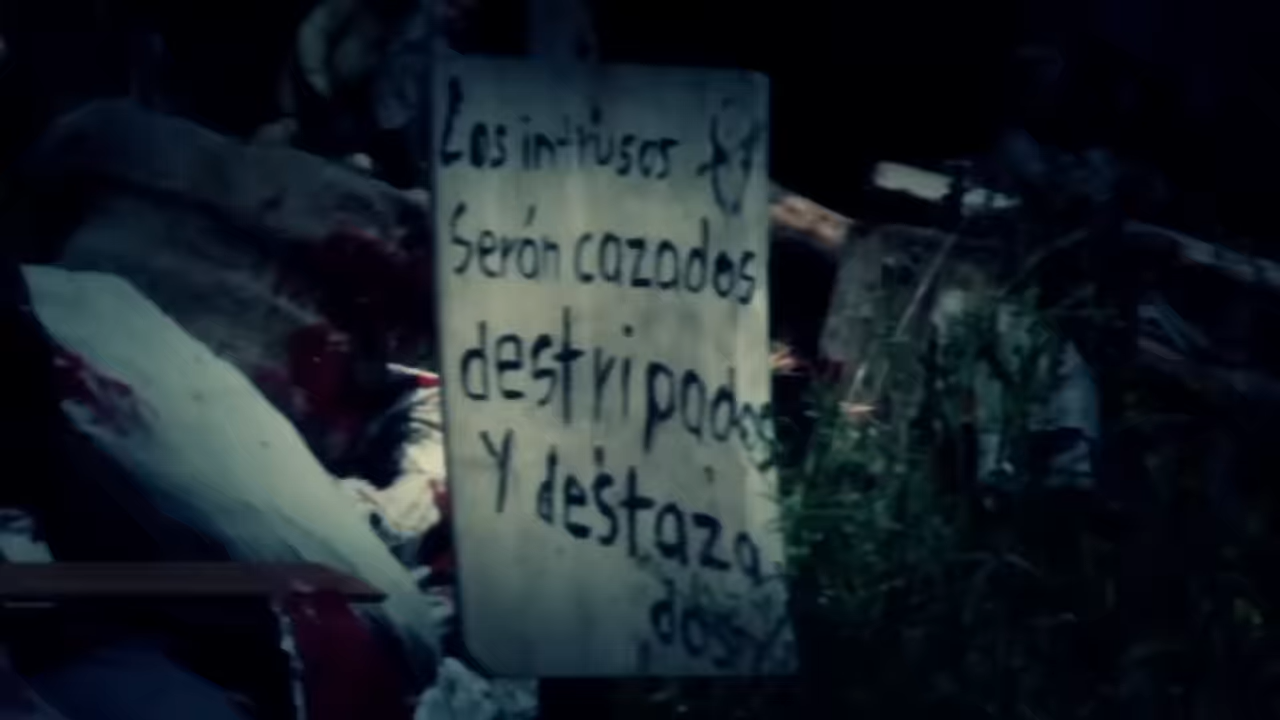 Los intrusos
Serán cazados
destripados
Y destaza
dos